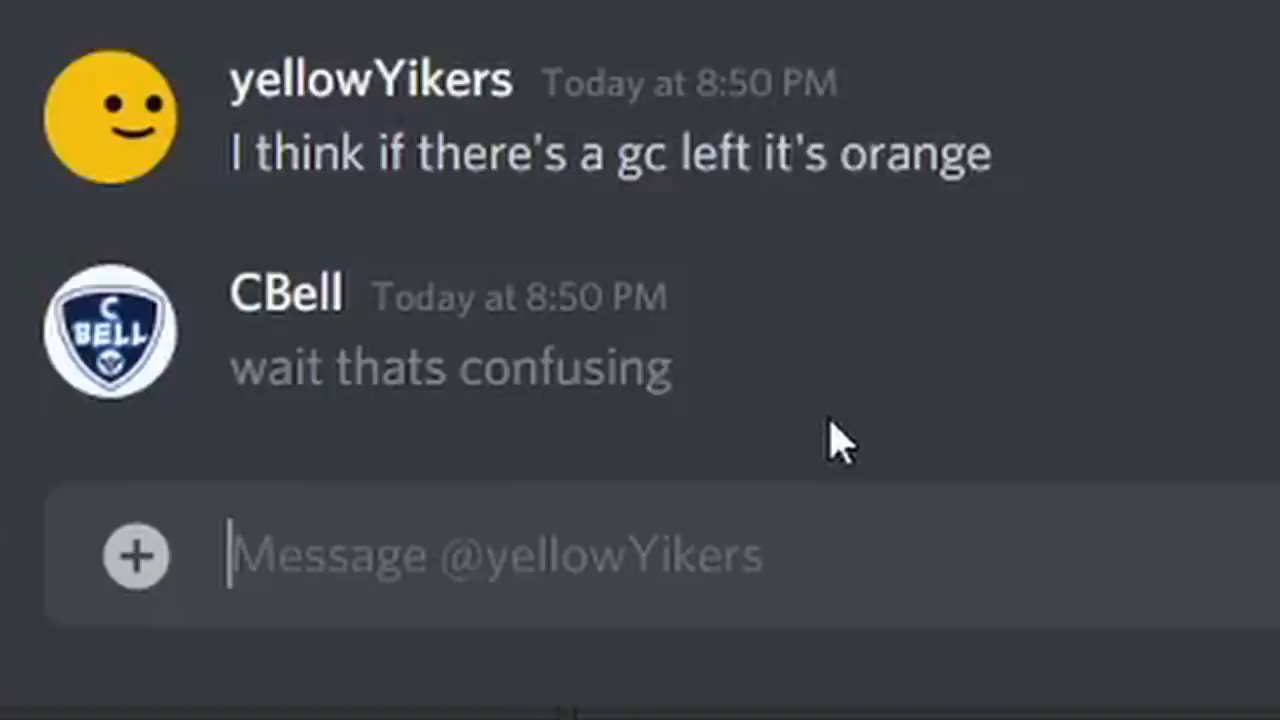 yellowYikers Today at 8:50 PM
I think if there's a gc left it's orange
C
BELL
CBell Today at 8:50 PM
wait thats confusing
Message @yellowYikers